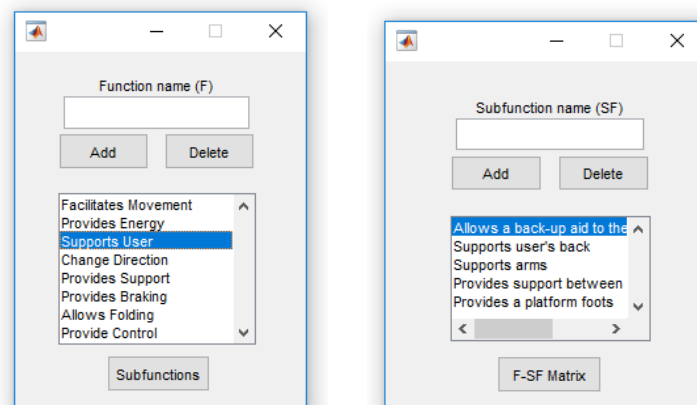 Function name (F)
Add
Delete
Facilitates Movement
Provides Energy
Supports User
Change Direction
Provides Support
Provides Braking
Allows Folding
Provide Control
Subfunctions
Subfunction name (SF)
Add
Delete
Allows a back-up aid to the
Supports user's back
Supports arms
Provides support between
Provides a platform foots
F-SF Matrix